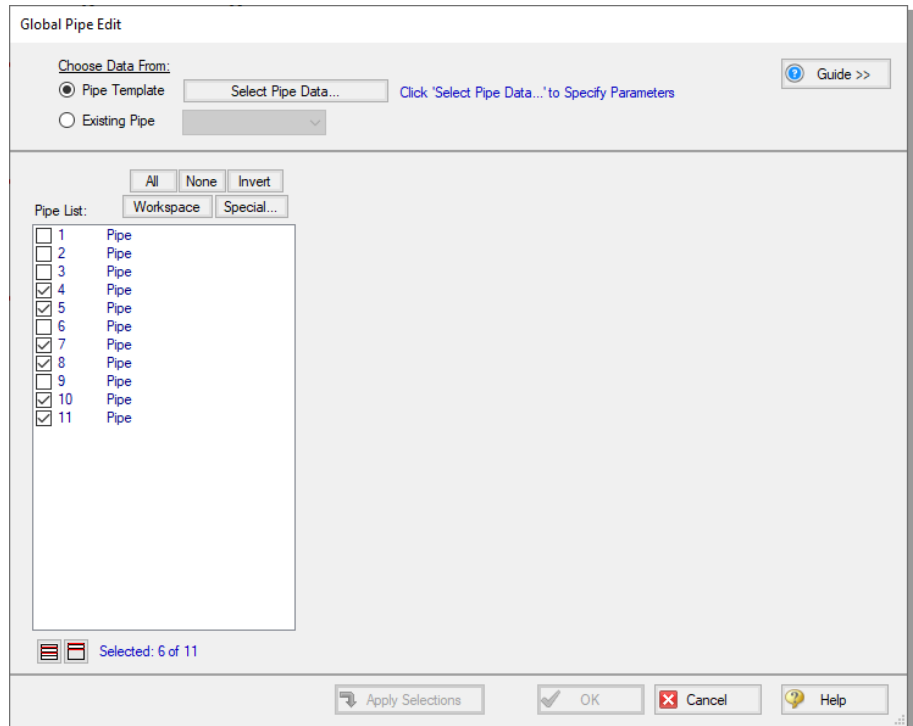 Global Pipe Edit
Choose Data From:
Pipe Template
Select Pipe Data...
Click 'Select Pipe Data...' to Specify Parameters
Guide >>
Existing Pipe
All None Invert
Pipe List:
Workspace Special...
1 Pipe
2 Pipe
3 Pipe
4 Pipe
5 Pipe
6 Pipe
7 Pipe
8 Pipe
9 Pipe
10 Pipe
11 Pipe
Selected: 6 of 11
Apply Selections OK Cancel Help